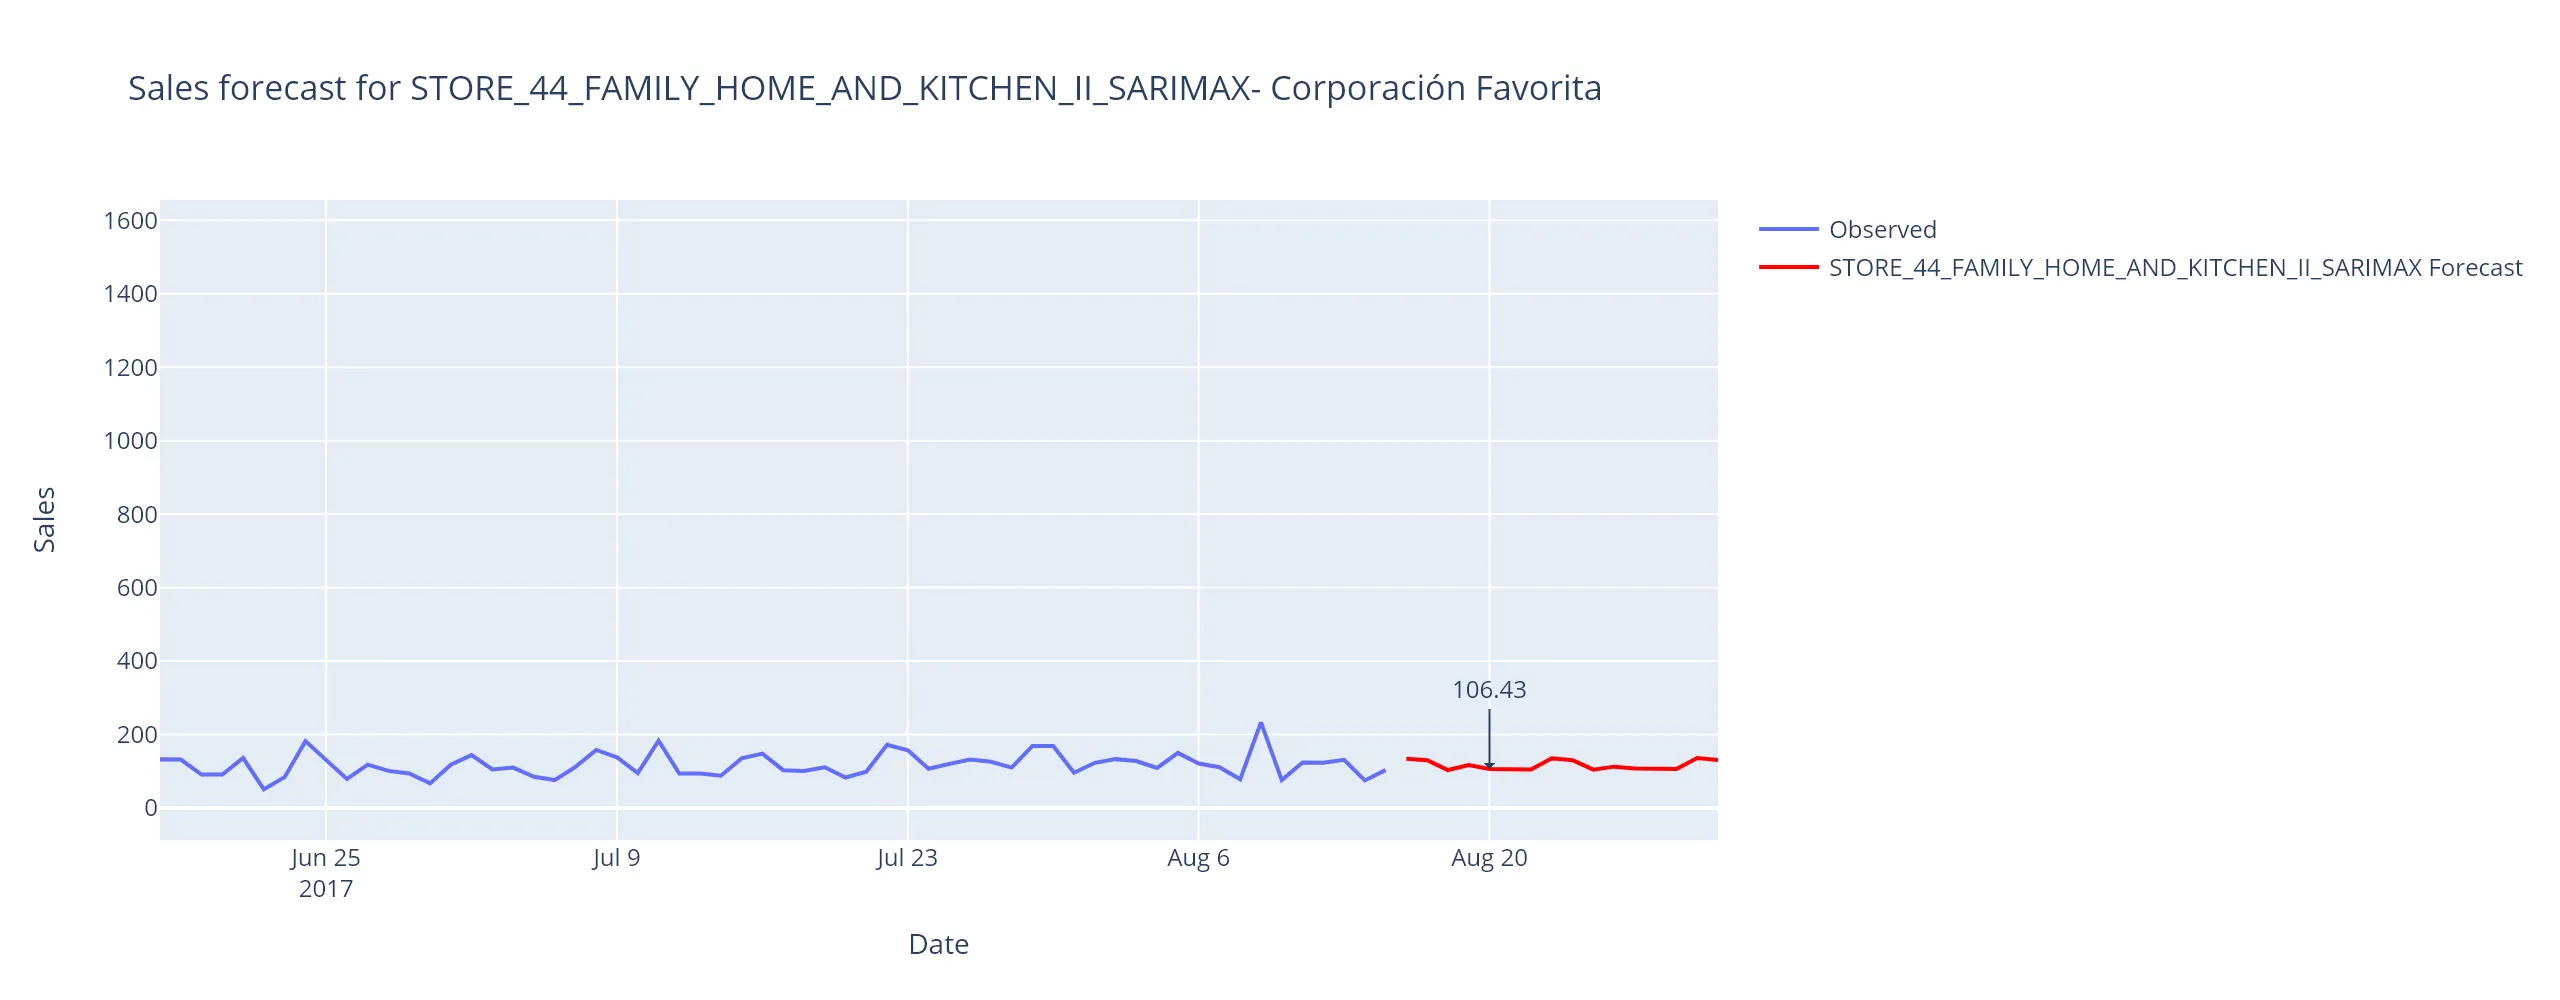 Sales forecast for STORE_44_FAMILY_HOME_AND_KITCHEN_II_SARIMAX- Corporación Favorita
Observed
STORE_44_FAMILY_HOME_AND_KITCHEN_II_SARIMAX Forecast
1600
1400
1200
1000
800
600
400
200
0
Sales
106.43
Jun 25
2017
Jul 9
Jul 23
Aug 6
Aug 20
Date